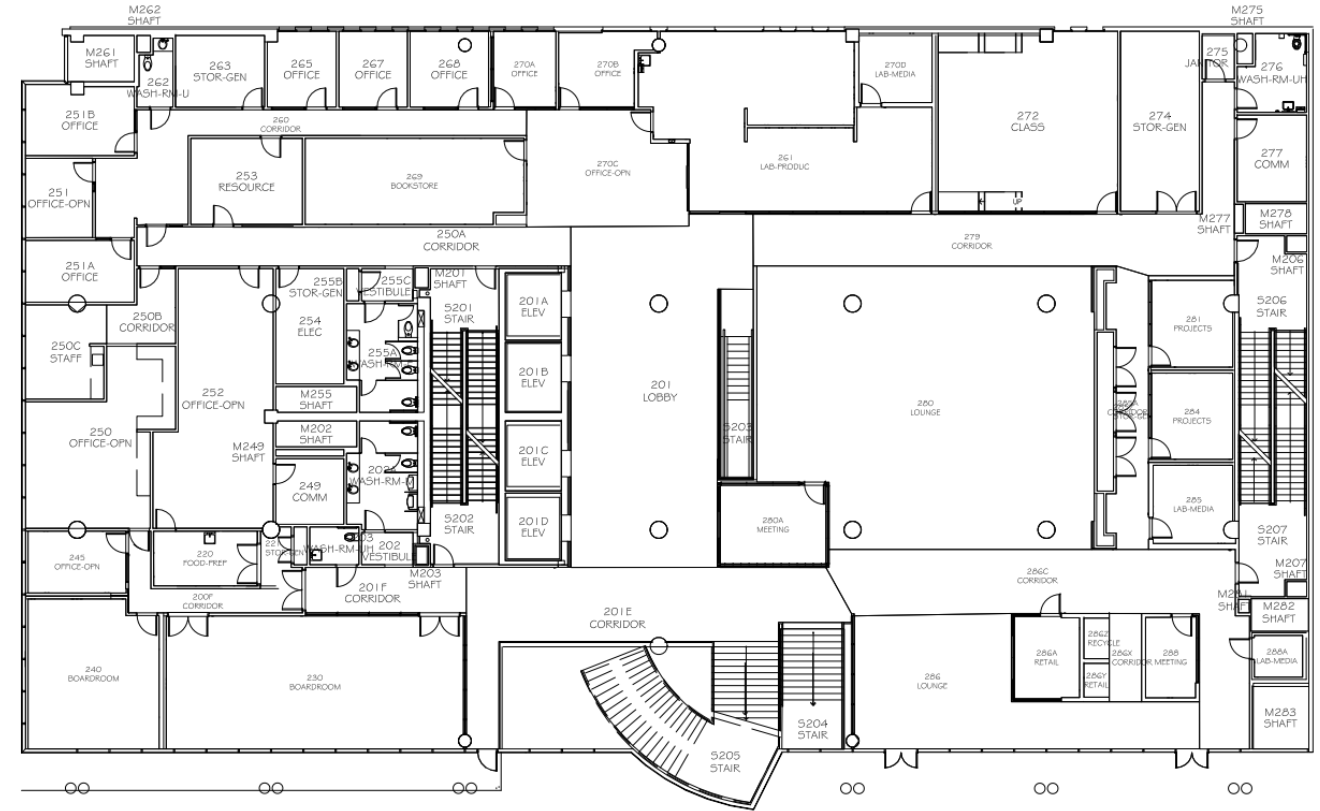 M262
SHAFT
M275
SHAFT
M261
SHAFT
262
WASH-RM-U
263
STOR-GEN
265
OFFICE
267
OFFICE
268
OFFICE
270A
OFFICE
270B
OFFICE
270D
LAB-MEDIA
272
CLASS
UP
274
STOR-GEN
275
276
WASH-RM-UH
251B
OFFICE
260
CORRIDOR
261
LAB-PRODUC
277
COMM
251
OFFICE-OPN
253
RESOURCE
269
BOOKSTORE
270C
OFFICE-OPN
M277
SHAFT
M278
SHAFT
250A
CORRIDOR
279
CORRIDOR
251A
OFFICE
255B
STOR-GEN
255C
VESTIBULE
M201
SHAFT
M206
SHAFT
250B
CORRIDOR
254
ELEC
S201
STAIR
201A
ELEV
S206
STAIR
281
PROJECTS
250C
STAFF
255A
201B
ELEV
201
LOBBY
252
OFFICE-OPN
M255
SHAFT
280
LOUNGE
284
PROJECTS
250
OFFICE-OPN
M249
SHAFT
M202
SHAFT
S203
STAIR
249
COMM
201C
ELEV
285
LAB-MEDIA
S202
STAIR
201D
ELEV
280A
MEETING
S207
STAIR
245
OFFICE-OPN
220
FOOD-PREF
WASH-RM-UH
202
VESTIBULE
M203
SHAFT
M207
SHAFT
200F
CORRIDOR
201F
CORRIDOR
286C
CORRIDOR
201E
CORRIDOR
M282
SHAFT
240
BOARDROOM
230
BOARDROOM
286
LOUNGE
286A
RETAIL
286Z
RECYCLE
286X
CORRIDOR
286Y
RETAIL
288
MEETING
288A
LAB-MEDIA
M283
SHAFT
S204
STAIR
S205
STAIR